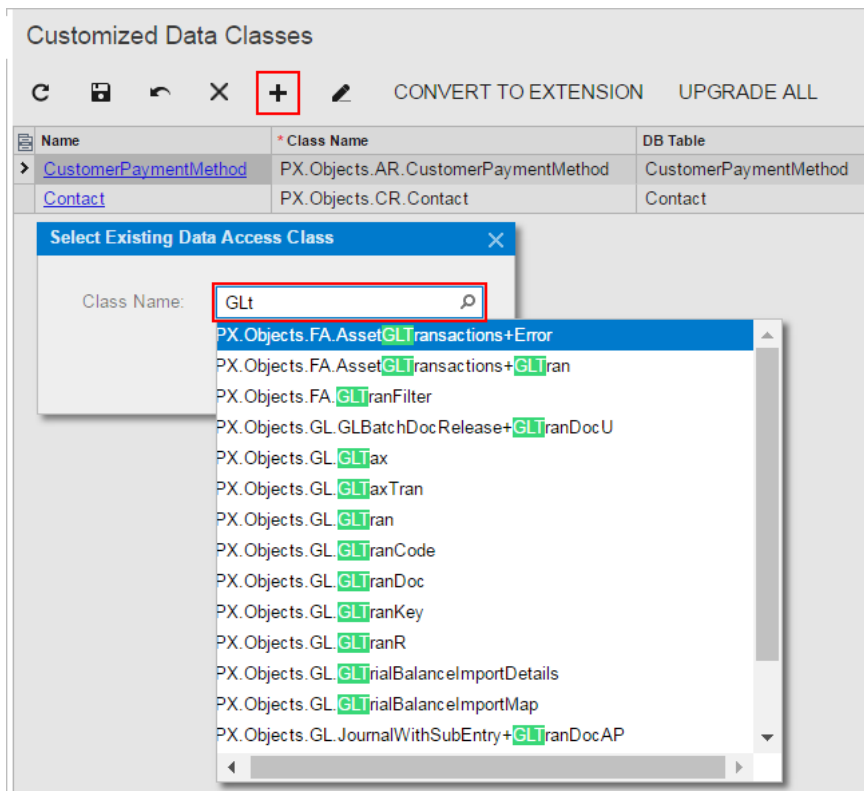 Customized Data Classes
CONVERT TO EXTENSION UPGRADE ALL
Name * Class Name DB Table
CustomerPaymentMethod PX.Objects.AR.CustomerPaymentMethod CustomerPaymentMethod
Contact PX.Objects.CR.Contact Contact
Select Existing Data Access Class
Class Name: GLt
PX.Objects.FA.AssetGLTransactions+Error
PX.Objects.FA.AssetGLTransactions+GLTran
PX.Objects.FA.GLTranFilter
PX.Objects.GL.GLBatchDocRelease+GLTranDocU
PX.Objects.GL.GLTax
PX.Objects.GL.GLTaxTran
PX.Objects.GL.GLTran
PX.Objects.GL.GLTranCode
PX.Objects.GL.GLTranDoc
PX.Objects.GL.GLTranKey
PX.Objects.GL.GLTranR
PX.Objects.GL.GLTrialBalanceImportDetails
PX.Objects.GL.GLTrialBalanceImportMap
PX.Objects.GL.JournalWithSubEntry+GLTranDocAP